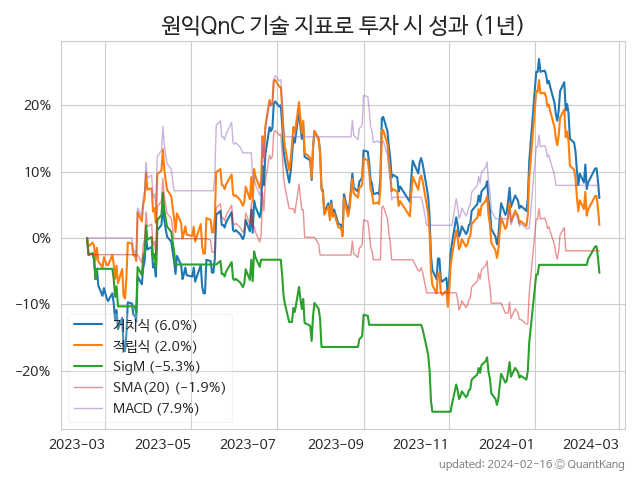 원익QnC 기술 지표로 투자 시 성과 (1년)
20%
10%
0%
−10%
−20%
거치식 (6.0%)
적립식 (2.0%)
SigM (−5.3%)
SMA(20) (−1.9%)
MACD (7.9%)
2023-03 2023-05 2023-07 2023-09 2023-11 2024-01 2024-03
updated: 2024-02-16 © QuantKang